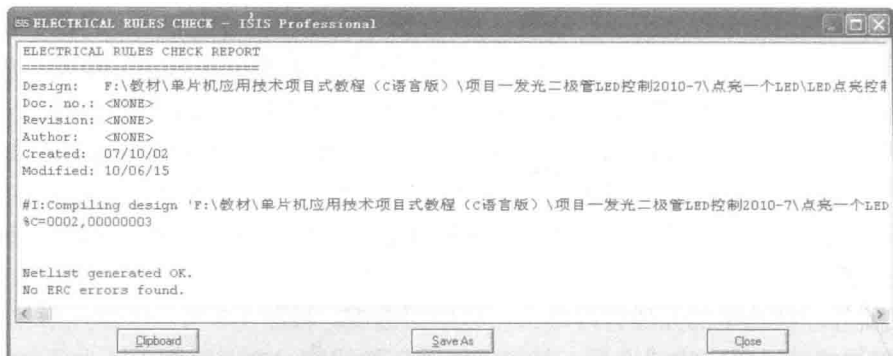 ELECTRICAL RULES CHECK - ISIS Professional
ELECTRICAL RULES CHECK REPORT
==============================
Design: F:\教材\单片机应用技术项目式教程（C语言版）\项目一发光二极管LED控制2010-7\点亮一个LED\LED点亮控制
Doc. no.: <NONE>
Revision: <NONE>
Author: <NONE>
Created: 07/10/02
Modified: 10/06/15
#I:Compiling design 'F:\教材\单片机应用技术项目式教程（C语言版）\项目一发光二极管LED控制2010-7\点亮一个LED
%C=0002,00000003
Netlist generated OK.
No ERC errors found.
Clipboard
Save As
Close